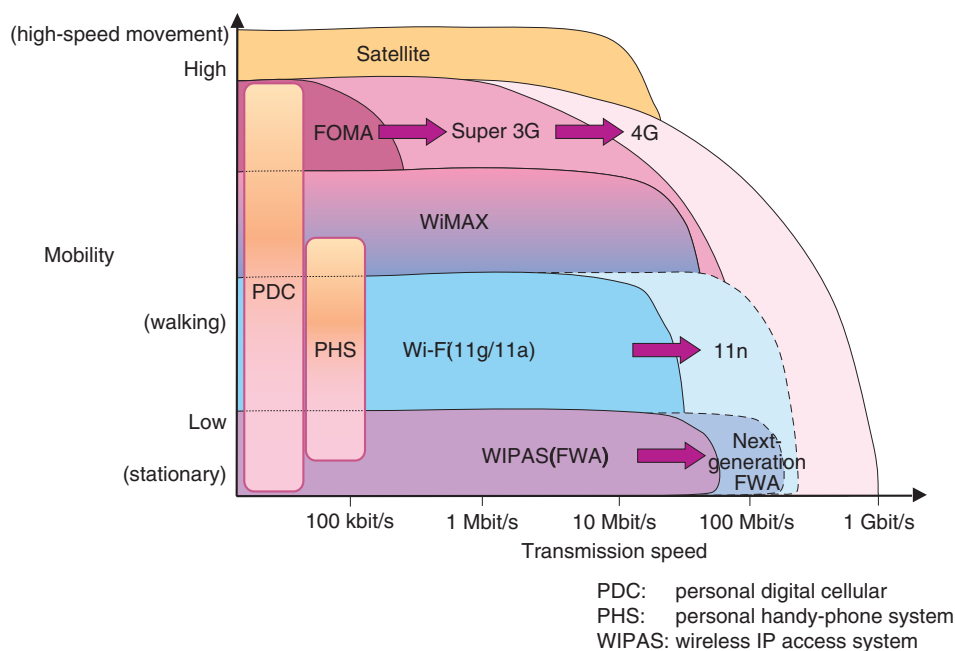 (high-speed movement)
High
Satellite
FOMA
Super 3G
4G
WiMAX
Mobility
PDC
(walking)
PHS
Wi-Fi(11g/11a)
11n
Low
(stationary)
WIPAS(FWA)
Next-
generation
FWA
100 kbit/s
1 Mbit/s
10 Mbit/s
100 Mbit/s
1 Gbit/s
Transmission speed
PDC: personal digital cellular
PHS: personal handy-phone system
WIPAS: wireless IP access system